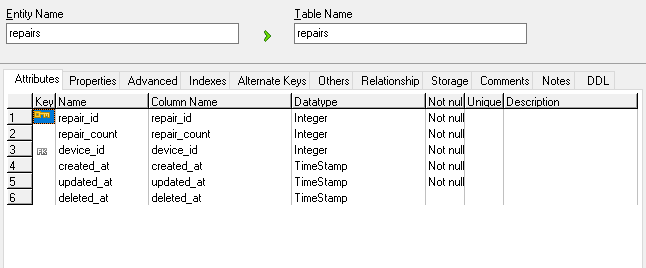 Entity Name Table Name
repairs repairs
Attributes Properties Advanced Indexes Alternate Keys Others Relationship Storage Comments Notes DDL
Key Name Column Name Datatype Not nul Unique Description
1 repair_id repair_id Integer Not null
2 repair_count repair_count Integer Not null
3 FK device_id device_id Integer Not null
4 created_at created_at TimeStamp Not null
5 updated_at updated_at TimeStamp Not null
6 deleted_at deleted_at TimeStamp